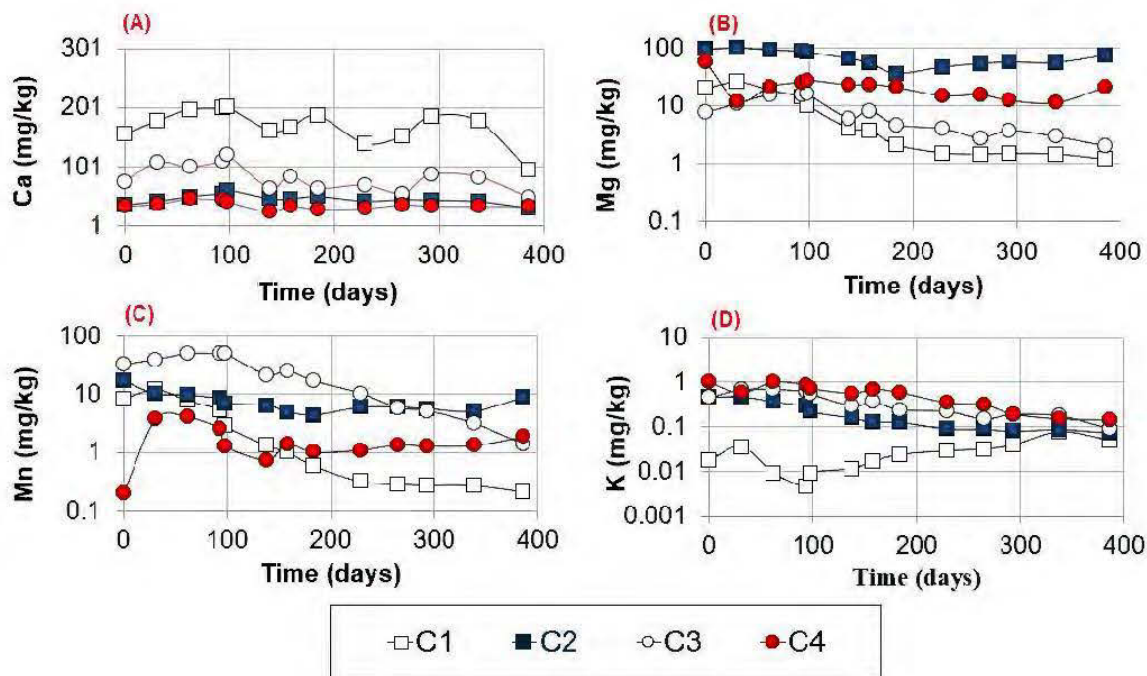 (A)
Ca (mg/kg)
301
201
101
1
0 100 200 300 400
Time (days)
(B)
Mg (mg/kg)
100
10
1
0.1
0 100 200 300 400
Time (days)
(C)
Mn (mg/kg)
100
10
1
0.1
0 100 200 300 400
Time (days)
(D)
K (mg/kg)
10
1
0.1
0.01
0.001
0 100 200 300 400
Time (days)
C1 C2 C3 C4